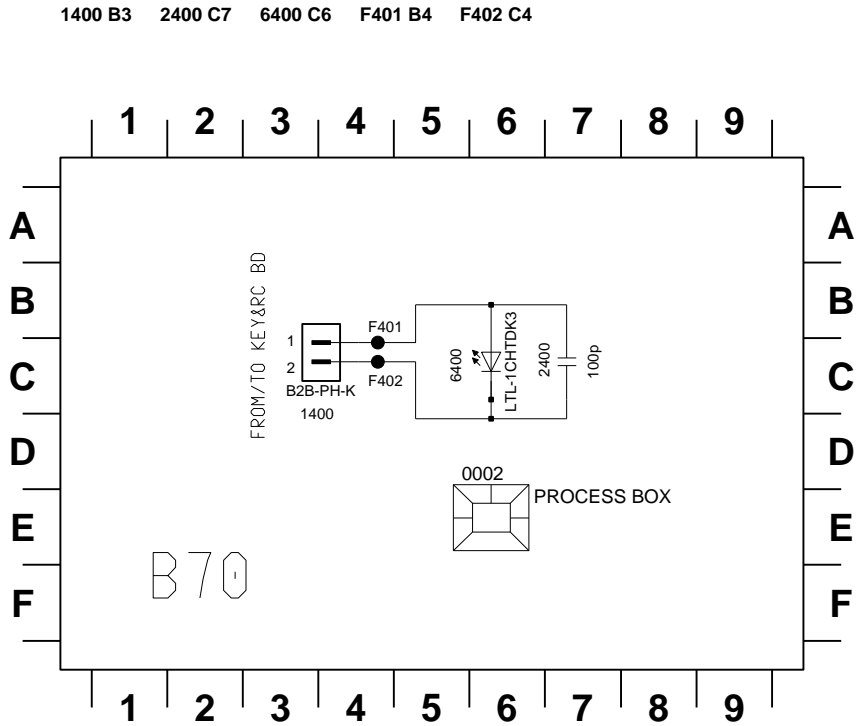 1400 B3 2400 C7 6400 C6 F401 B4 F402 C4
1 2 3 4 5 6 7 8 9
A A
B B
C C
D D
E E
F F
FROM/TO KEY&RC BD
1
2
B2B-PH-K
1400
F401
F402
6400
LTL-1CHTDK3
2400
100p
0002
PROCESS BOX
B70
1 2 3 4 5 6 7 8 9